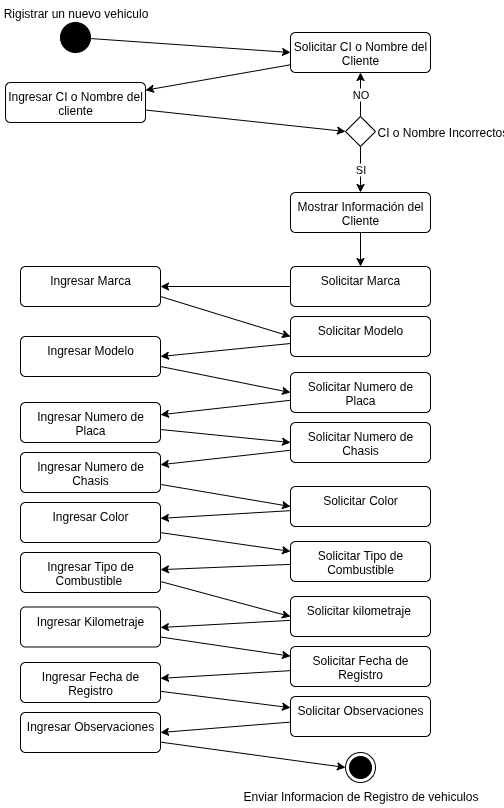 Rigistrar un nuevo vehiculo
Solicitar CI o Nombre del
Cliente
Ingresar CI o Nombre del
cliente
NO
CI o Nombre Incorrectos
SI
Mostrar Información del
Cliente
Ingresar Marca
Solicitar Marca
Solicitar Modelo
Ingresar Modelo
Solicitar Numero de
Placa
Ingresar Numero de
Placa
Solicitar Numero de
Chasis
Ingresar Numero de
Chasis
Solicitar Color
Ingresar Color
Solicitar Tipo de
Combustible
Ingresar Tipo de
Combustible
Solicitar kilometraje
Ingresar Kilometraje
Solicitar Fecha de
Registro
Ingresar Fecha de
Registro
Solicitar Observaciones
Ingresar Observaciones
Enviar Informacion de Registro de vehiculos